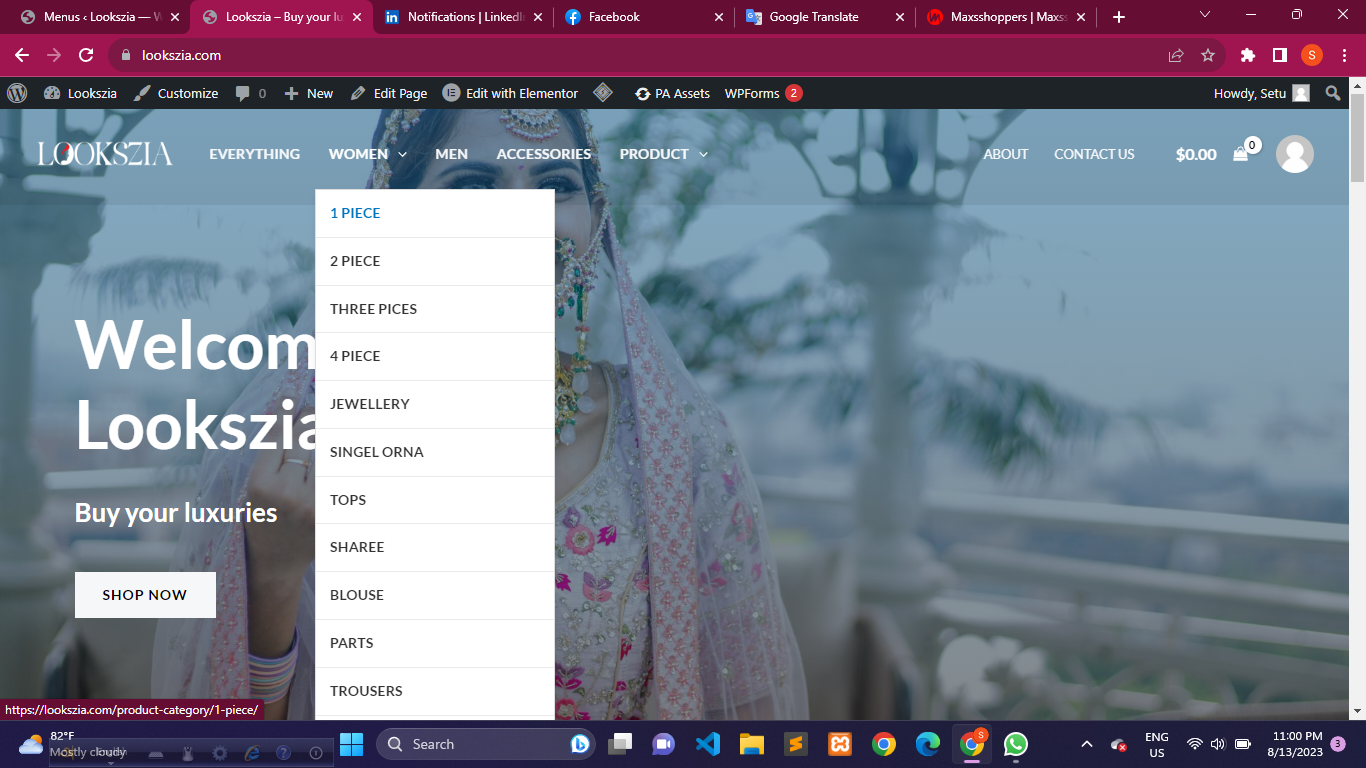 Menus ‹ Lookszia — W
Lookszia – Buy your lu
Notifications | LinkedIn
Facebook
Google Translate
Maxsshoppers | Maxss
lookszia.com
S
Lookszia
Customize
0
New
Edit Page
Edit with Elementor
PA Assets
WPForms
2
Howdy, Setu
LOOKSZIA
EVERYTHING
WOMEN
MEN
ACCESSORIES
PRODUCT
ABOUT
CONTACT US
$0.00
0
1 PIECE
2 PIECE
THREE PICES
4 PIECE
JEWELLERY
SINGEL ORNA
TOPS
SHAREE
BLOUSE
PARTS
TROUSERS
Welcom
Lookszia
Buy your luxuries
SHOP NOW
https://lookszia.com/product-category/1-piece/
82°F
Mostly cloudy
Search
S
ENG
US
11:00 PM
8/13/2023
3